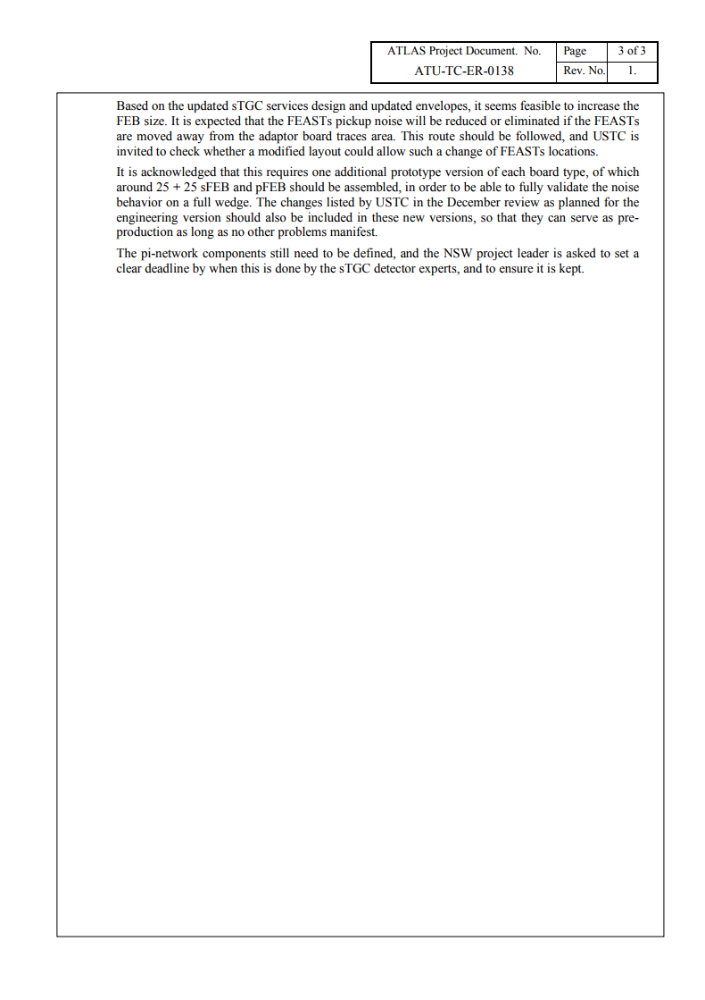 ATLAS Project Document. No.
Page
3 of 3
ATU-TC-ER-0138
Rev. No.
1.
Based on the updated sTGC services design and updated envelopes, it seems feasible to increase the
FEB size. It is expected that the FEASTs pickup noise will be reduced or eliminated if the FEASTs
are moved away from the adaptor board traces area. This route should be followed, and USTC is
invited to check whether a modified layout could allow such a change of FEASTs locations.
It is acknowledged that this requires one additional prototype version of each board type, of which
around 25 + 25 sFEB and pFEB should be assembled, in order to be able to fully validate the noise
behavior on a full wedge. The changes listed by USTC in the December review as planned for the
engineering version should also be included in these new versions, so that they can serve as pre-
production as long as no other problems manifest.
The pi-network components still need to be defined, and the NSW project leader is asked to set a
clear deadline by when this is done by the sTGC detector experts, and to ensure it is kept.